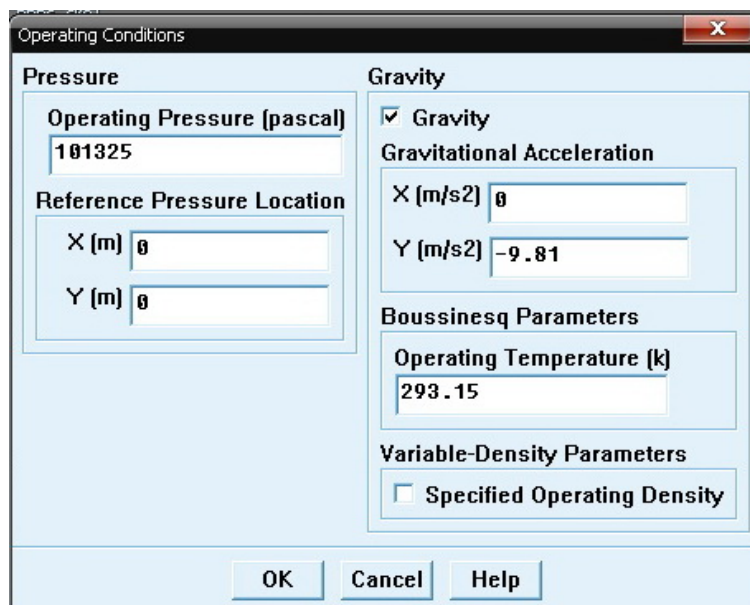 Operating Conditions
Pressure
Operating Pressure (pascal)
101325
Reference Pressure Location
X (m) 0
Y (m) 0
Gravity
Gravity
Gravitational Acceleration
X (m/s2) 0
Y (m/s2) -9.81
Boussinesq Parameters
Operating Temperature (k)
293.15
Variable-Density Parameters
Specified Operating Density
OK Cancel Help